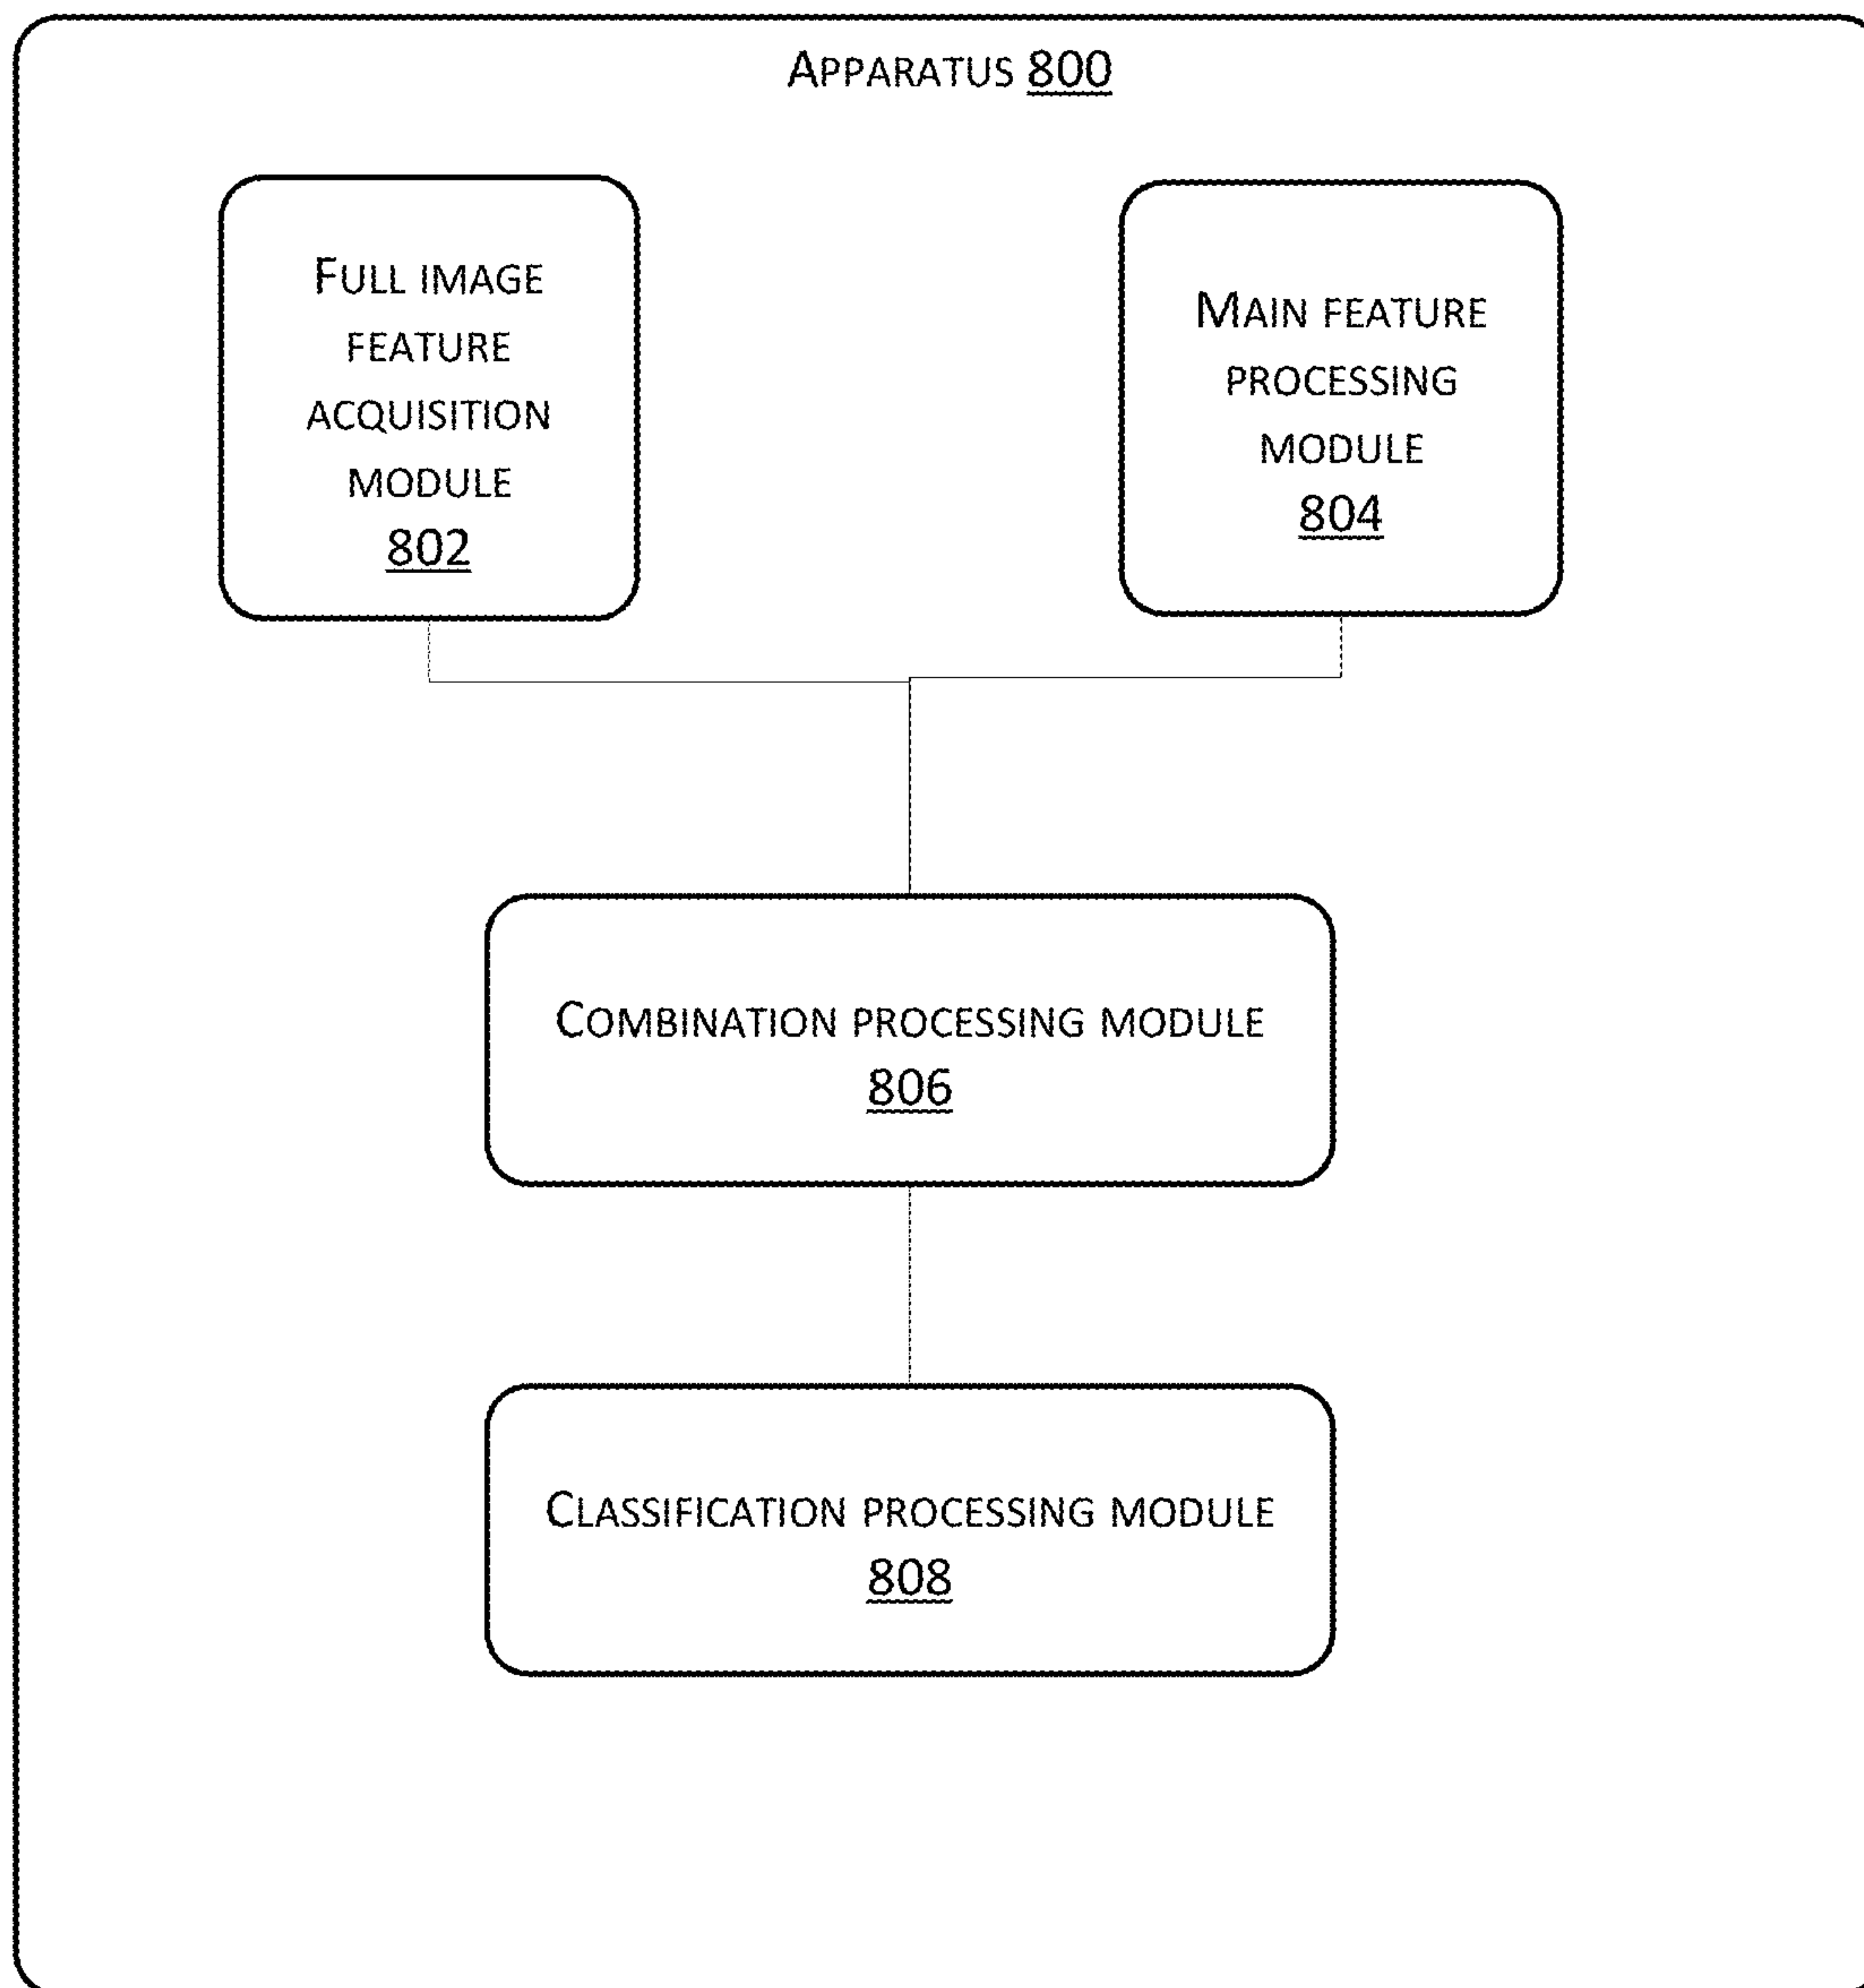 APPARATUS 800
FULL IMAGE
FEATURE
ACQUISITION
MODULE
802
MAIN FEATURE
PROCESSING
MODULE
804
COMBINATION PROCESSING MODULE
806
CLASSIFICATION PROCESSING MODULE
808